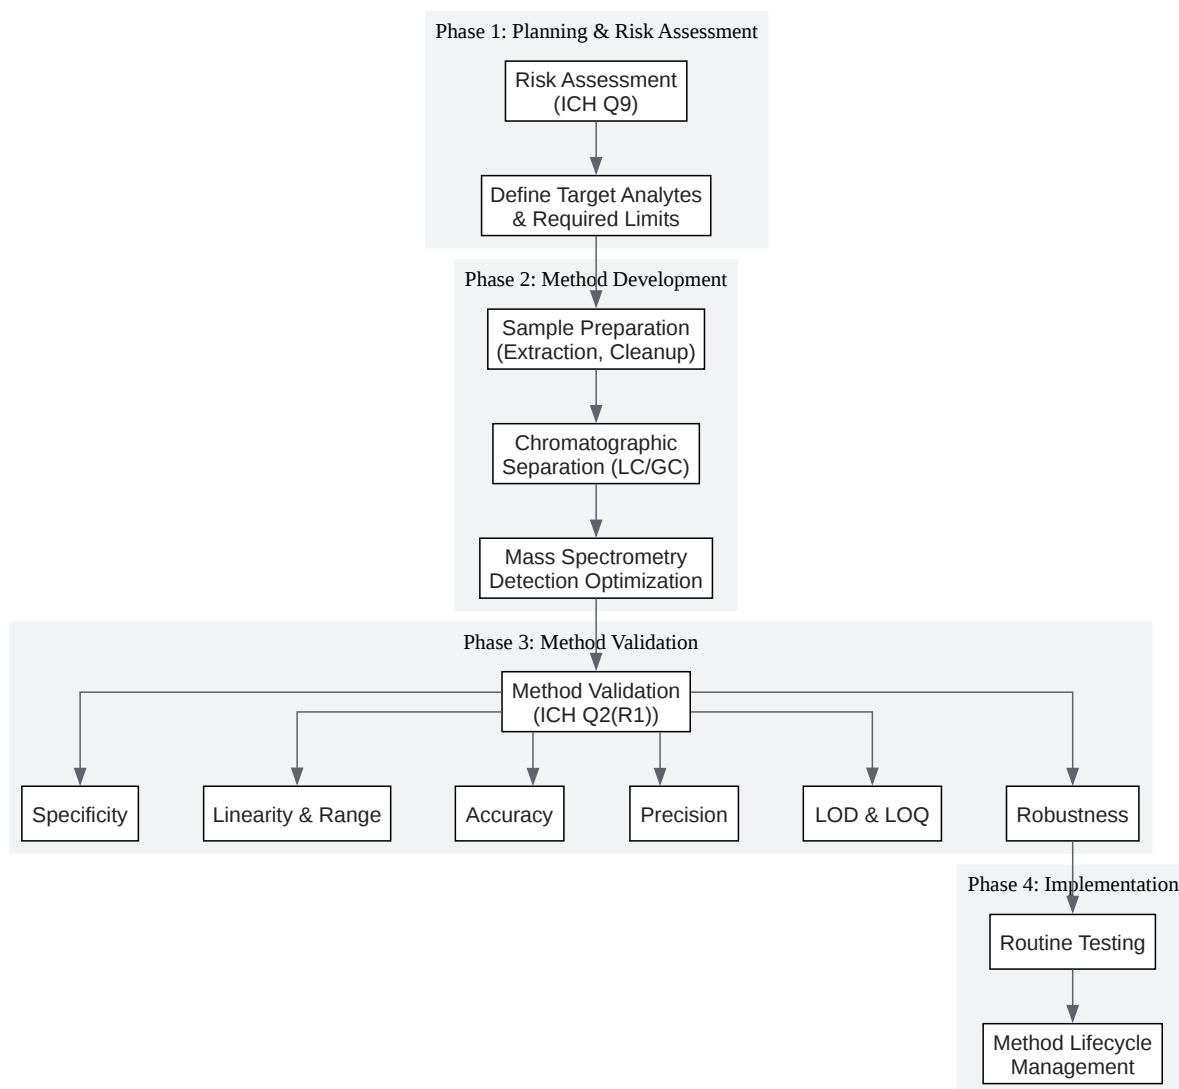 Phase 1: Planning & Risk Assessment
Risk Assessment
(ICH Q9)
Define Target Analytes
& Required Limits
Phase 2: Method Development
Sample Preparation
(Extraction, Cleanup)
Chromatographic
Separation (LC/GC)
Mass Spectrometry
Detection Optimization
Phase 3: Method Validation
Method Validation
(ICH Q2(R1))
Specificity
Linearity & Range
Accuracy
Precision
LOD & LOQ
Robustness
Phase 4: Implementation
Routine Testing
Method Lifecycle
Management